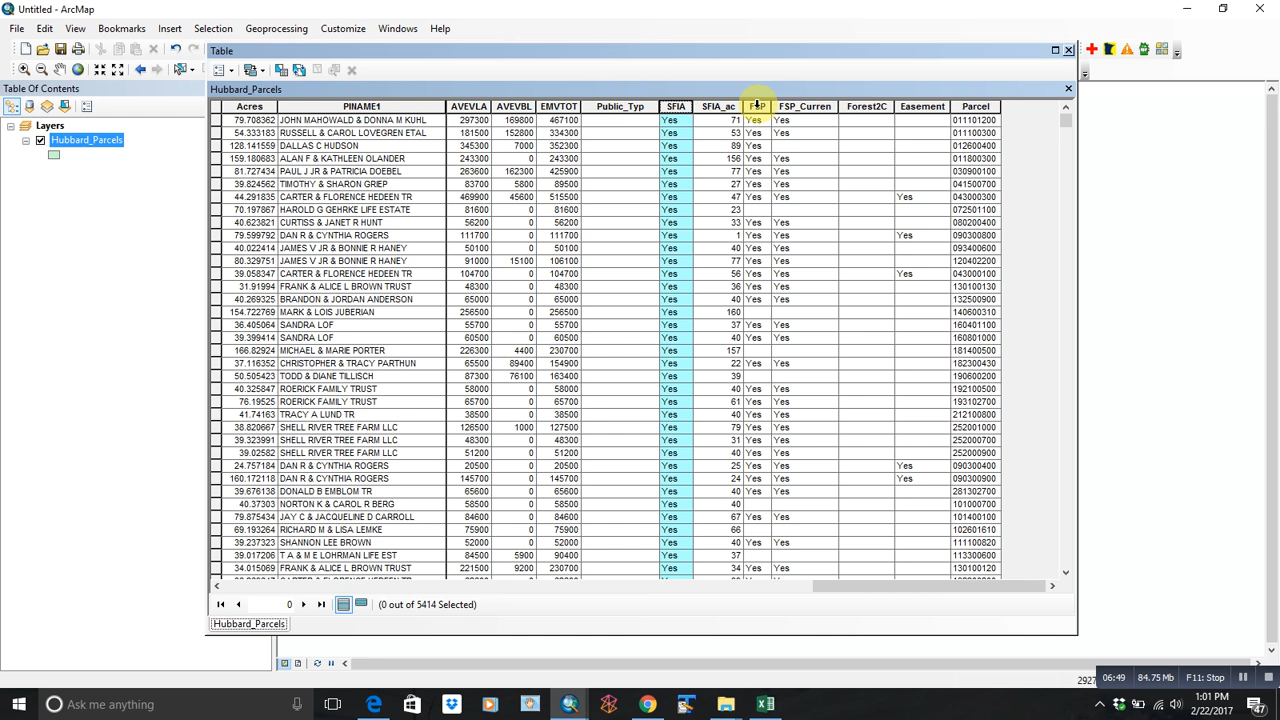 Untitled - ArcMap
File Edit View Bookmarks Insert Selection Geoprocessing Customize Windows Help
Table
Table Of Contents
Hubbard_Parcels
Layers
Hubbard_Parcels
Acres PINAME1 AVEVLA AVEVBL EMVTOT Public_Typ SFIA SFIA_ac FSP FSP_Curren Forest2C Easement Parcel
79.708362 JOHN MAHOWALD & DONNA M KUHL 297300 169800 467100 Yes 71 Yes Yes 011101200
54.333183 RUSSELL & CAROL LOVEGREN ETAL 181500 152800 334300 Yes 53 Yes Yes 011100300
128.141559 DALLAS C HUDSON 345300 7000 352300 Yes 89 Yes 012600400
159.180683 ALAN F & KATHLEEN OLANDER 243300 0 243300 Yes 156 Yes Yes 011800300
81.727434 PAUL J JR & PATRICIA DOEBEL 263600 162300 425900 Yes 77 Yes Yes 030900100
39.824562 TIMOTHY & SHARON GRIEP 83700 5800 89500 Yes 27 Yes Yes 041500700
44.291835 CARTER & FLORENCE HEDEEN TR 469900 45600 515500 Yes 47 Yes Yes Yes 043000300
70.197867 HAROLD G GEHRKE LIFE ESTATE 81600 0 81600 Yes 23 072501100
40.622813 CURTISS & JANET R HUNT 56200 0 56200 Yes 33 Yes Yes 080200400
79.599792 DAN R & CYNTHIA ROGERS 111700 0 111700 Yes 1 Yes Yes Yes 090300800
40.022414 JAMES V JR & BONNIE R HANEY 50100 0 50100 Yes 40 Yes Yes 093400600
80.329751 JAMES V JR & BONNIE R HANEY 91000 15100 106100 Yes 77 Yes Yes 120402200
39.058347 CARTER & FLORENCE HEDEEN TR 104700 0 104700 Yes 56 Yes Yes Yes 043000100
31.91994 FRANK & ALICE L BROWN TRUST 48300 0 48300 Yes 36 Yes Yes 130100130
40.269325 BRANDON & JORDAN ANDERSON 65000 0 65000 Yes 40 Yes Yes 132500900
154.722769 MARK & LOIS JUBERIAN 256500 0 256500 Yes 160 140600310
36.405064 SANDRA LOF 55700 0 55700 Yes 37 Yes Yes 160401100
39.399414 SANDRA LOF 60500 0 60500 Yes 40 Yes Yes 160801000
166.82924 MICHAEL & MARIE PORTER 226300 4400 230700 Yes 157 181400500
37.116352 CHRISTOPHER & TRACY PARTHUN 65500 89400 154900 Yes 22 Yes Yes 182300430
50.505423 TODD & DIANE TILLISCH 87300 76100 163400 Yes 39 190600200
40.325847 ROERICK FAMILY TRUST 58000 0 58000 Yes 40 Yes Yes 192100500
76.19525 ROERICK FAMILY TRUST 65700 0 65700 Yes 61 Yes Yes 193102700
41.74163 TRACY A LUND TR 38500 0 38500 Yes 40 Yes Yes 212100800
38.820667 SHELL RIVER TREE FARM LLC 126500 1000 127500 Yes 79 Yes Yes 252001000
39.323991 SHELL RIVER TREE FARM LLC 48300 0 48300 Yes 31 Yes Yes 252000700
39.02582 SHELL RIVER TREE FARM LLC 51200 0 51200 Yes 40 Yes Yes 252000900
24.757184 DAN R & CYNTHIA ROGERS 20500 0 20500 Yes 25 Yes Yes Yes 090300400
160.172118 DAN R & CYNTHIA ROGERS 145700 0 145700 Yes 24 Yes Yes Yes 090300900
39.676138 DONALD B EMBLOM TR 65600 0 65600 Yes 40 Yes Yes 281302700
40.37303 NORTON K & CAROL R BERG 58500 0 58500 Yes 40 101000700
79.875434 JAY C & JACQUELINE D CARROLL 84600 0 84600 Yes 67 Yes Yes 101400100
69.193264 RICHARD M & LISA LEMKE 75900 0 75900 Yes 66 102601610
39.237343 SHANNON LEE BROWN 52000 0 52000 Yes 40 Yes Yes 111100820
39.017206 T A & M E LOHRMAN LIFE EST 84500 5900 90400 Yes 37 113300600
34.015069 FRANK & ALICE L BROWN TRUST 221500 9200 230700 Yes 34 Yes Yes 130100120
0 (0 out of 5414 Selected)
Hubbard_Parcels
06:49 84.75 Mb F11: Stop
Ask me anything
1:01 PM
2/22/2017
47